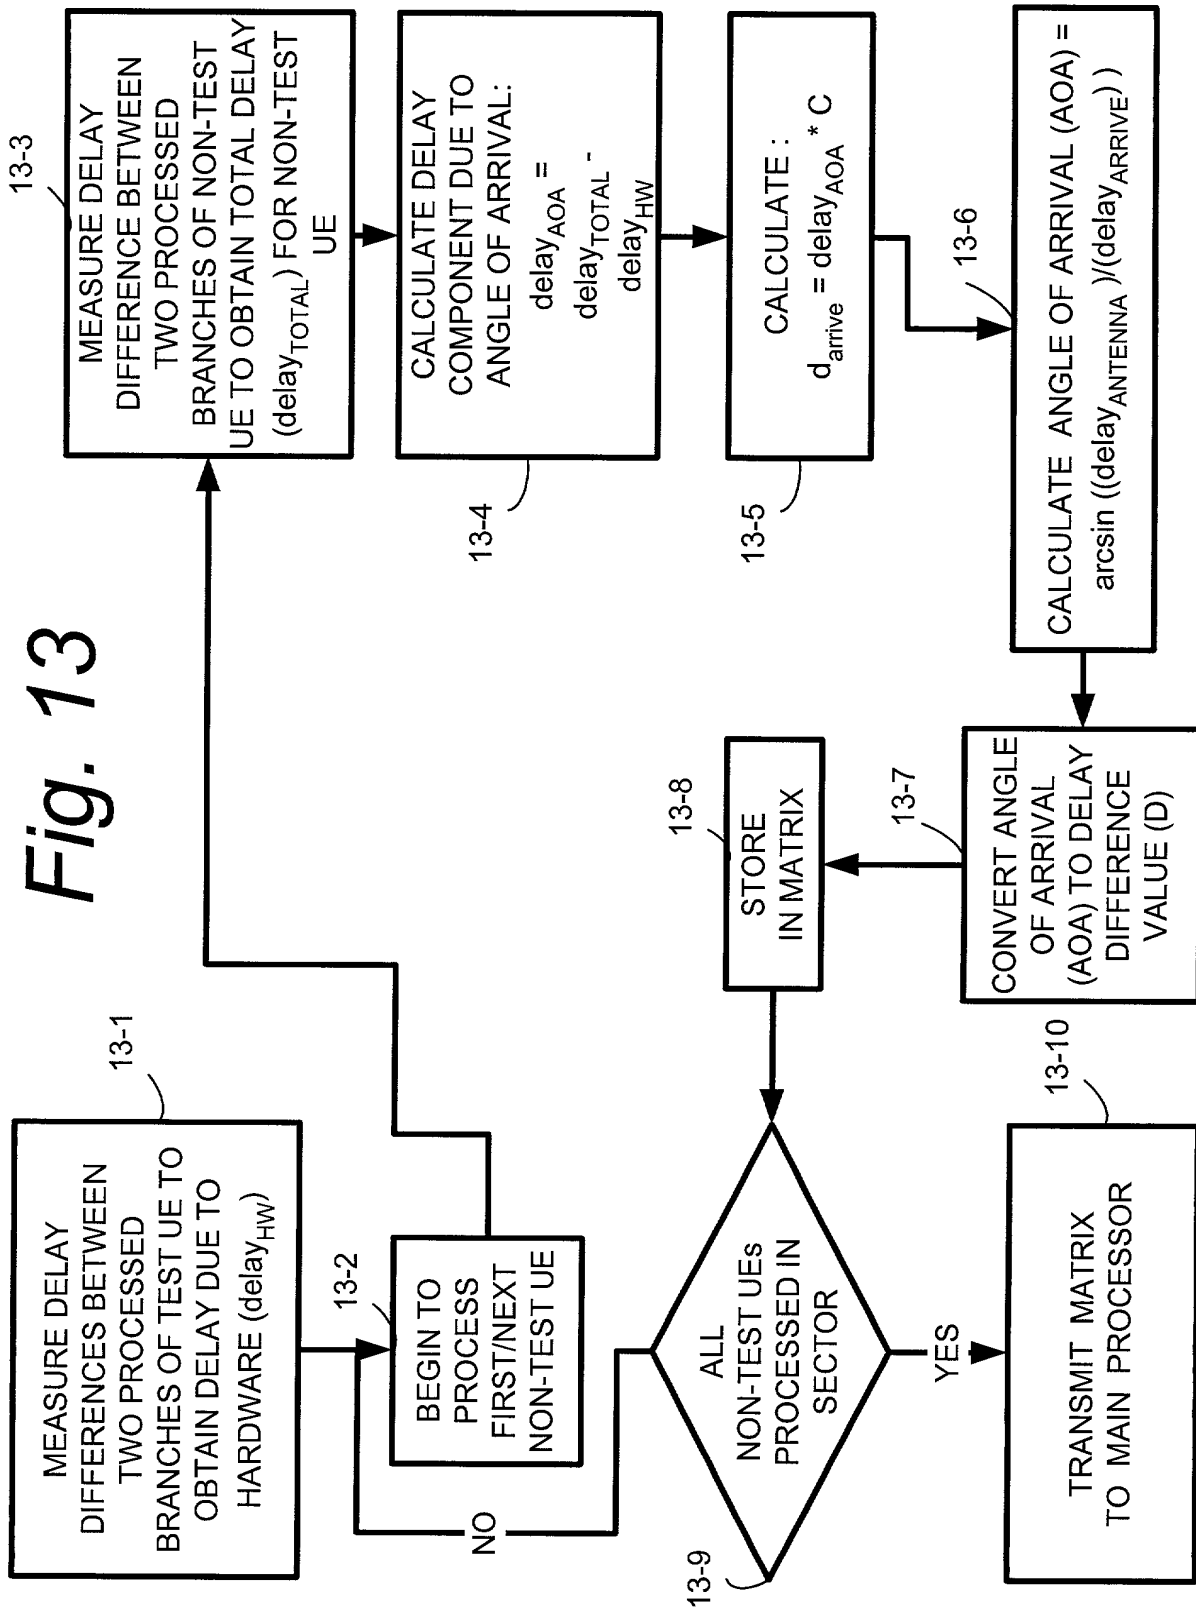 Fig. 13
13-1
MEASURE DELAY
DIFFERENCES BETWEEN
TWO PROCESSED
BRANCHES OF TEST UE TO
OBTAIN DELAY DUE TO
HARDWARE (delayHW)
13-2
BEGIN TO
PROCESS
FIRST/NEXT
NON-TEST UE
13-3
MEASURE DELAY
DIFFERENCE BETWEEN
TWO PROCESSED
BRANCHES OF NON-TEST
UE TO OBTAIN TOTAL DELAY
(delayTOTAL) FOR NON-TEST
UE
13-4
CALCULATE DELAY
COMPONENT DUE TO
ANGLE OF ARRIVAL:
delayAOA =
delayTOTAL-
delayHW
13-5
CALCULATE :
darrive = delayAOA * C
13-6
CALCULATE ANGLE OF ARRIVAL (AOA) =
arcsin ((delayANTENNA )/(delayARRIVE) )
13-7
CONVERT ANGLE
OF ARRIVAL
(AOA) TO DELAY
DIFFERENCE
VALUE (D)
13-8
STORE
IN MATRIX
13-9
ALL
NON-TEST UEs
PROCESSED IN
SECTOR
NO
YES
13-10
TRANSMIT MATRIX
TO MAIN PROCESSOR